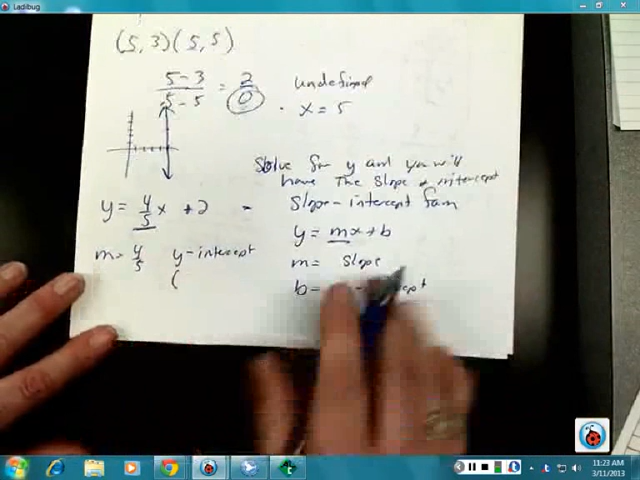 Ladibug
(5, 3) (5, 5)
5-3 / 5-5 = 2/0 undefined
x = 5
Solve for y and you will
have the slope & intercept
y = 4/5 x + 2 - Slope-intercept form
y = mx + b
m = 4/5 y-intercept m = slope
( b =
11:23 AM
3/11/2013